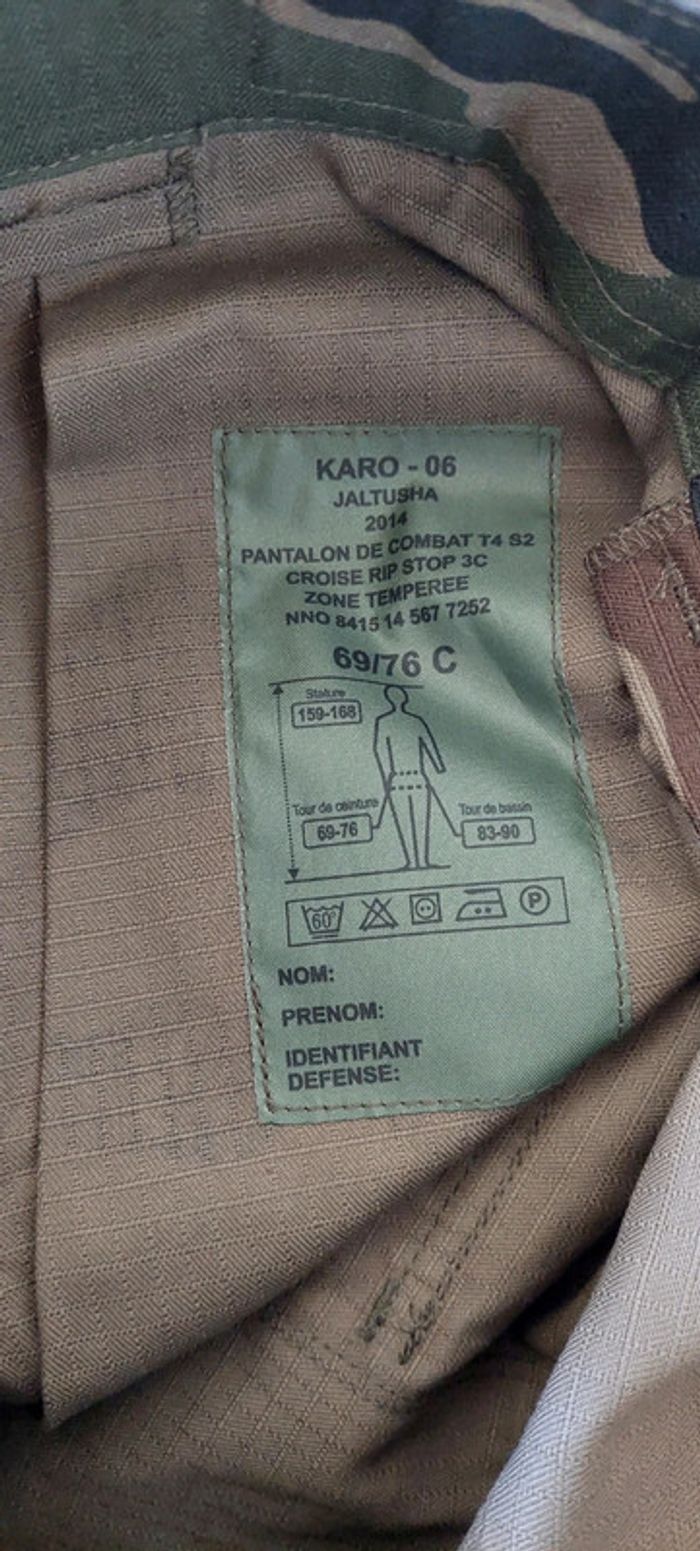 KARO - 06
JALTUSHA
2014
PANTALON DE COMBAT T4 S2
CROISE RIP STOP 3C
ZONE TEMPEREE
NNO 8415 14 567 7252
69/76 C
Stature
159-168
Tour de ceinture
69-76
Tour de bassin
83-90
60°
P
NOM:
PRENOM:
IDENTIFIANT
DEFENSE: